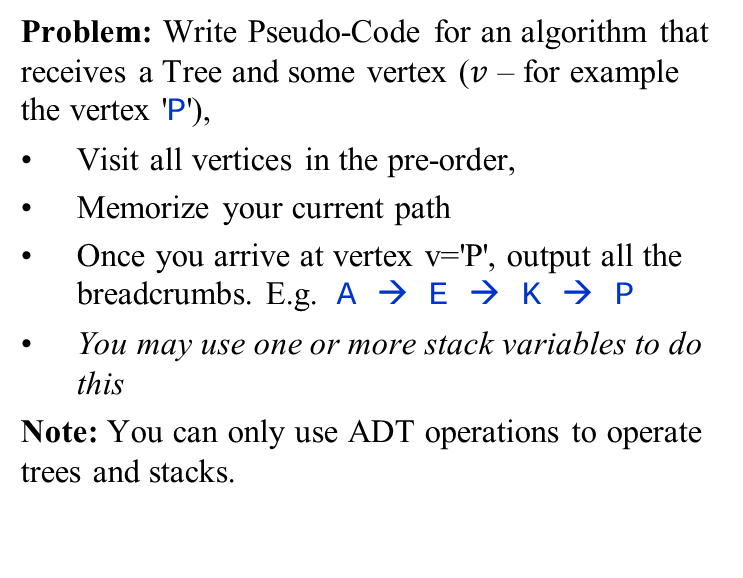 Problem: Write Pseudo-Code for an algorithm that
receives a Tree and some vertex (v – for example
the vertex 'P'),
• Visit all vertices in the pre-order,
• Memorize your current path
• Once you arrive at vertex v='P', output all the
breadcrumbs. E.g. A → E → K → P
• You may use one or more stack variables to do
this
Note: You can only use ADT operations to operate
trees and stacks.